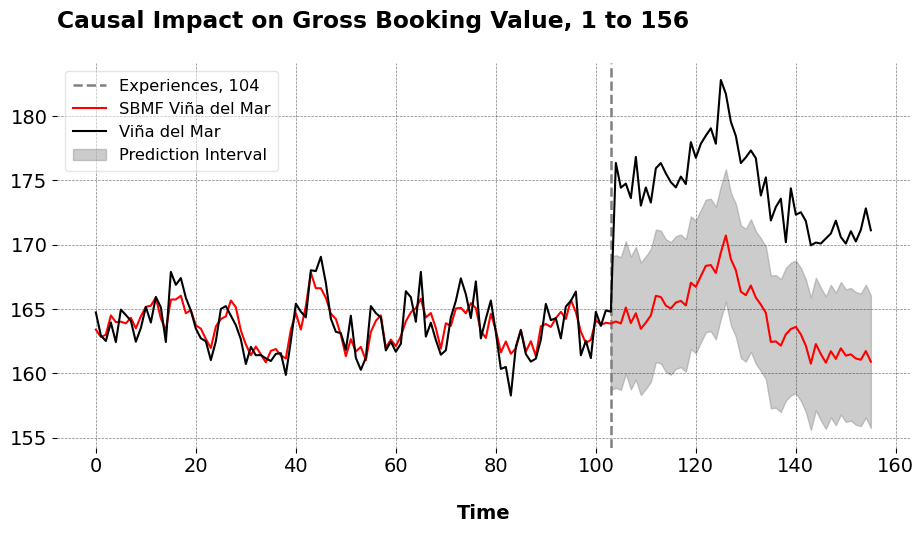 Causal Impact on Gross Booking Value, 1 to 156
Experiences, 104
SBMF Viña del Mar
Viña del Mar
Prediction Interval
180
175
170
165
160
155
0 20 40 60 80 100 120 140 160
Time